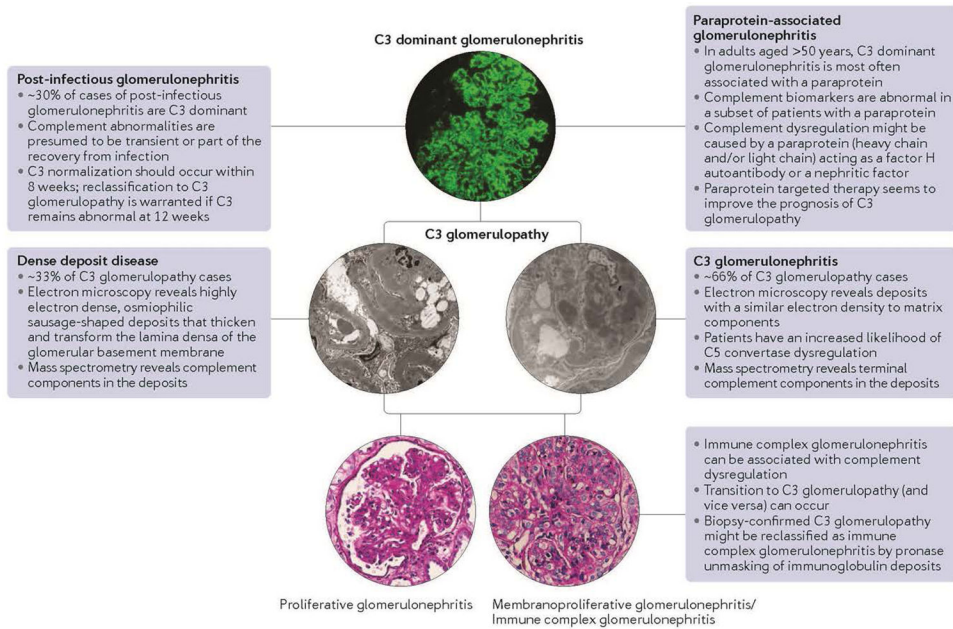 C3 dominant glomerulonephritis
Post-infectious glomerulonephritis
• ~30% of cases of post-infectious
glomerulonephritis are C3 dominant
• Complement abnormalities are
presumed to be transient or part of the
recovery from infection
• C3 normalization should occur within
8 weeks; reclassification to C3
glomerulopathy is warranted if C3
remains abnormal at 12 weeks
Paraprotein-associated
glomerulonephritis
• In adults aged >50 years, C3 dominant
glomerulonephritis is most often
associated with a paraprotein
• Complement biomarkers are abnormal in
a subset of patients with a paraprotein
• Complement dysregulation might be
caused by a paraprotein (heavy chain
and/or light chain) acting as a factor H
autoantibody or a nephritic factor
• Paraprotein targeted therapy seems to
improve the prognosis of C3
glomerulopathy
C3 glomerulopathy
Dense deposit disease
• ~33% of C3 glomerulopathy cases
• Electron microscopy reveals highly
electron dense, osmiophilic
sausage-shaped deposits that thicken
and transform the lamina densa of the
glomerular basement membrane
• Mass spectrometry reveals complement
components in the deposits
C3 glomerulonephritis
• ~66% of C3 glomerulopathy cases
• Electron microscopy reveals deposits
with a similar electron density to matrix
components
• Patients have an increased likelihood of
C5 convertase dysregulation
• Mass spectrometry reveals terminal
complement components in the deposits
• Immune complex glomerulonephritis
can be associated with complement
dysregulation
• Transition to C3 glomerulopathy (and
vice versa) can occur
• Biopsy-confirmed C3 glomerulopathy
might be reclassified as immune
complex glomerulonephritis by pronase
unmasking of immunoglobulin deposits
Proliferative glomerulonephritis
Membranoproliferative glomerulonephritis/
Immune complex glomerulonephritis